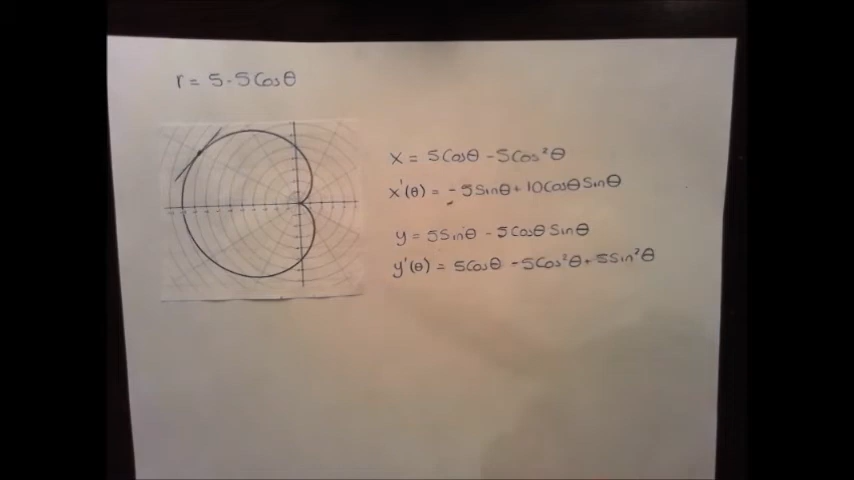 r = 5 - 5Cosθ
x = 5Cosθ - 5Cos²θ
x'(θ) = -5Sinθ + 10CosθSinθ
y = 5Sinθ - 5CosθSinθ
y'(θ) = 5Cosθ - 5Cos²θ + 5Sin²θ